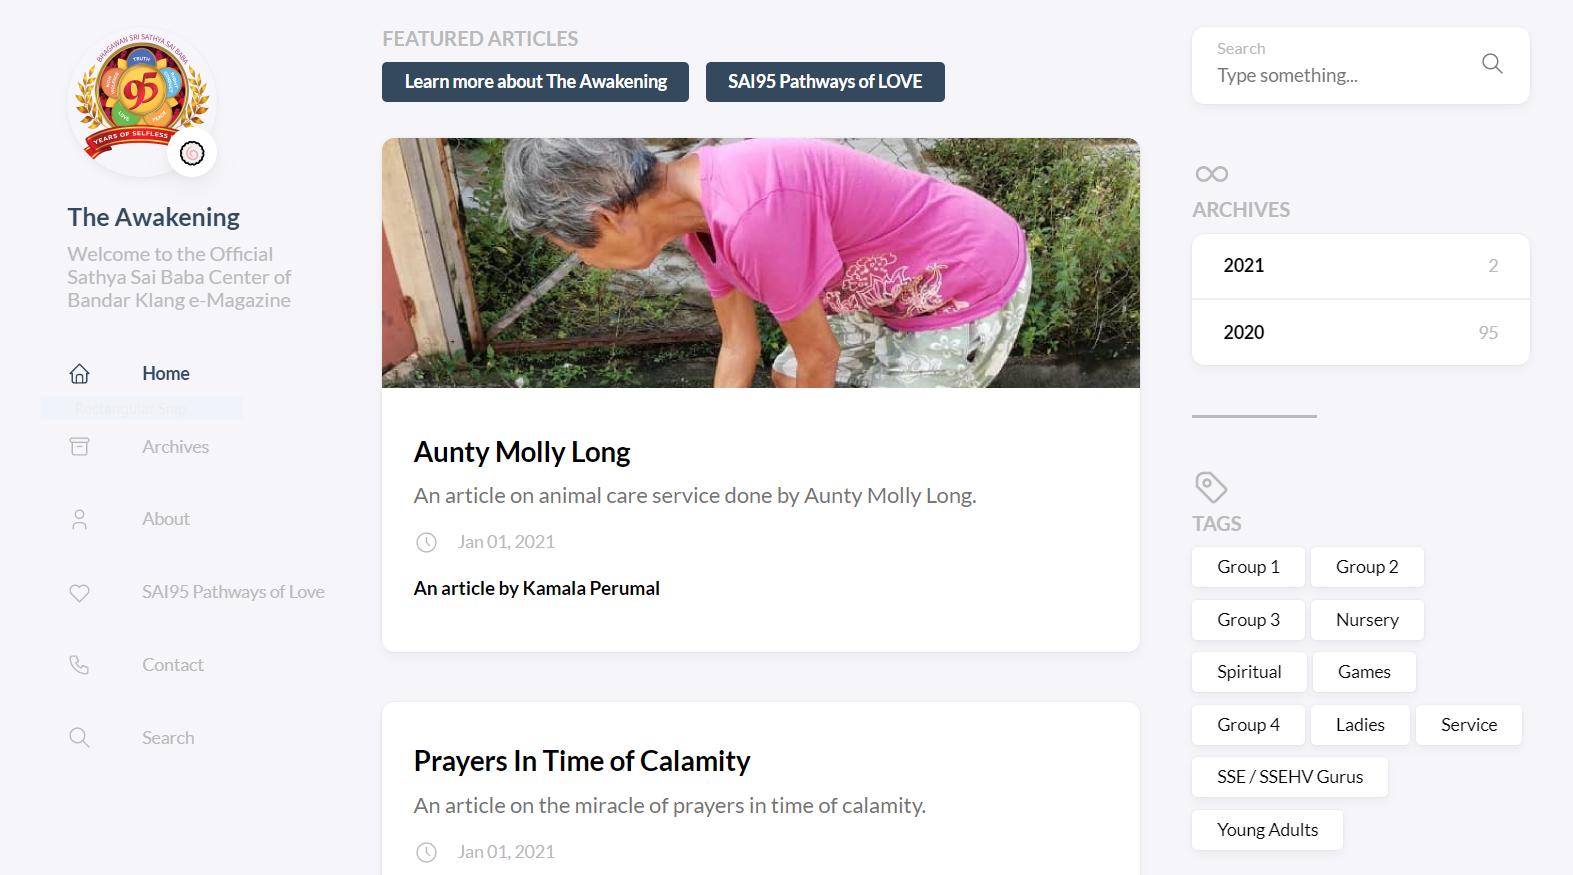 BHAGAWAN SRI SATHYA SAI BABA
TRUTH
95
LOVE
PEACE
YEARS OF SELFLESS
The Awakening
Welcome to the Official
Sathya Sai Baba Center of
Bandar Klang e-Magazine
Home
Rectangular Snip
Archives
About
SAI95 Pathways of Love
Contact
Search
FEATURED ARTICLES
Learn more about The Awakening
SAI95 Pathways of LOVE
Aunty Molly Long
An article on animal care service done by Aunty Molly Long.
Jan 01, 2021
An article by Kamala Perumal
Prayers In Time of Calamity
An article on the miracle of prayers in time of calamity.
Jan 01, 2021
Search
Type something...
ARCHIVES
2021 2
2020 95
TAGS
Group 1 Group 2
Group 3 Nursery
Spiritual Games
Group 4 Ladies Service
SSE / SSEHV Gurus
Young Adults